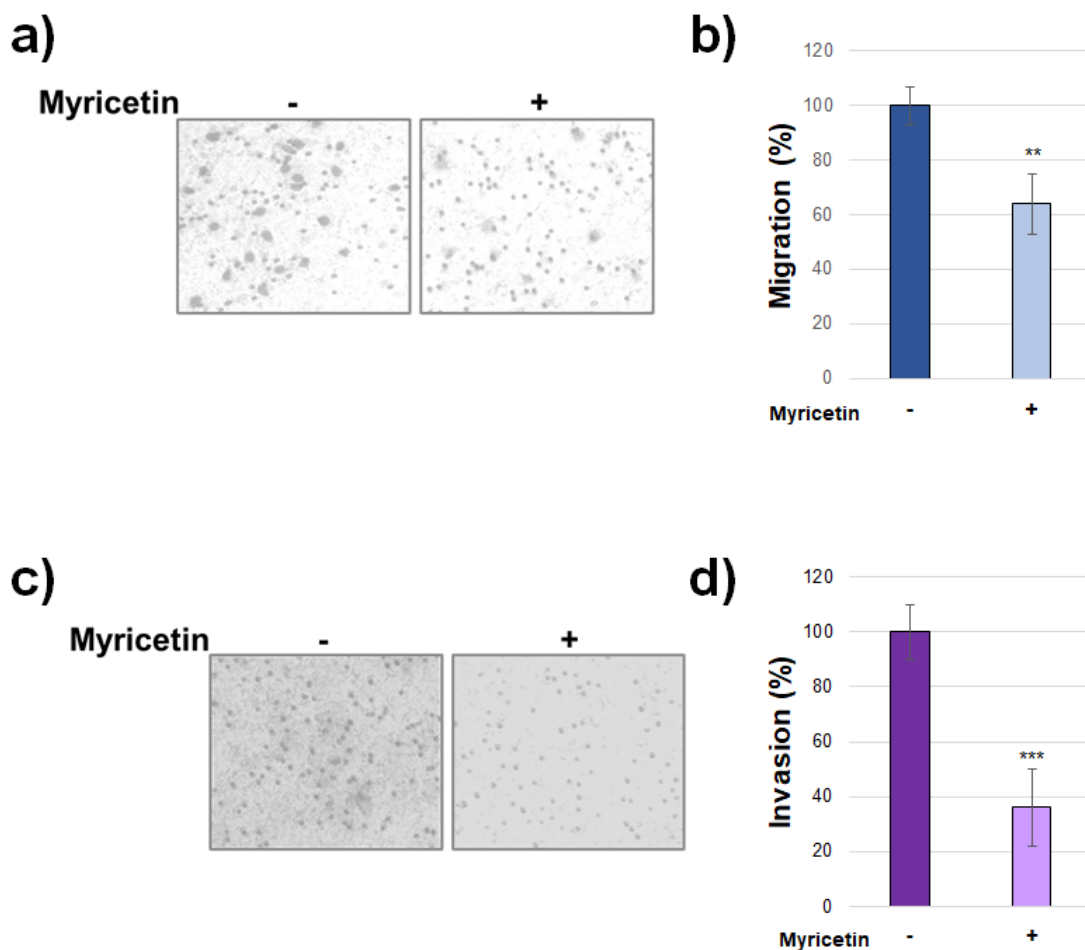 a)
Myricetin - +
b)
120
100
80
60
40
20
0
Migration (%)
**
Myricetin - +
c)
Myricetin - +
d)
120
100
80
60
40
20
0
Invasion (%)
***
Myricetin - +